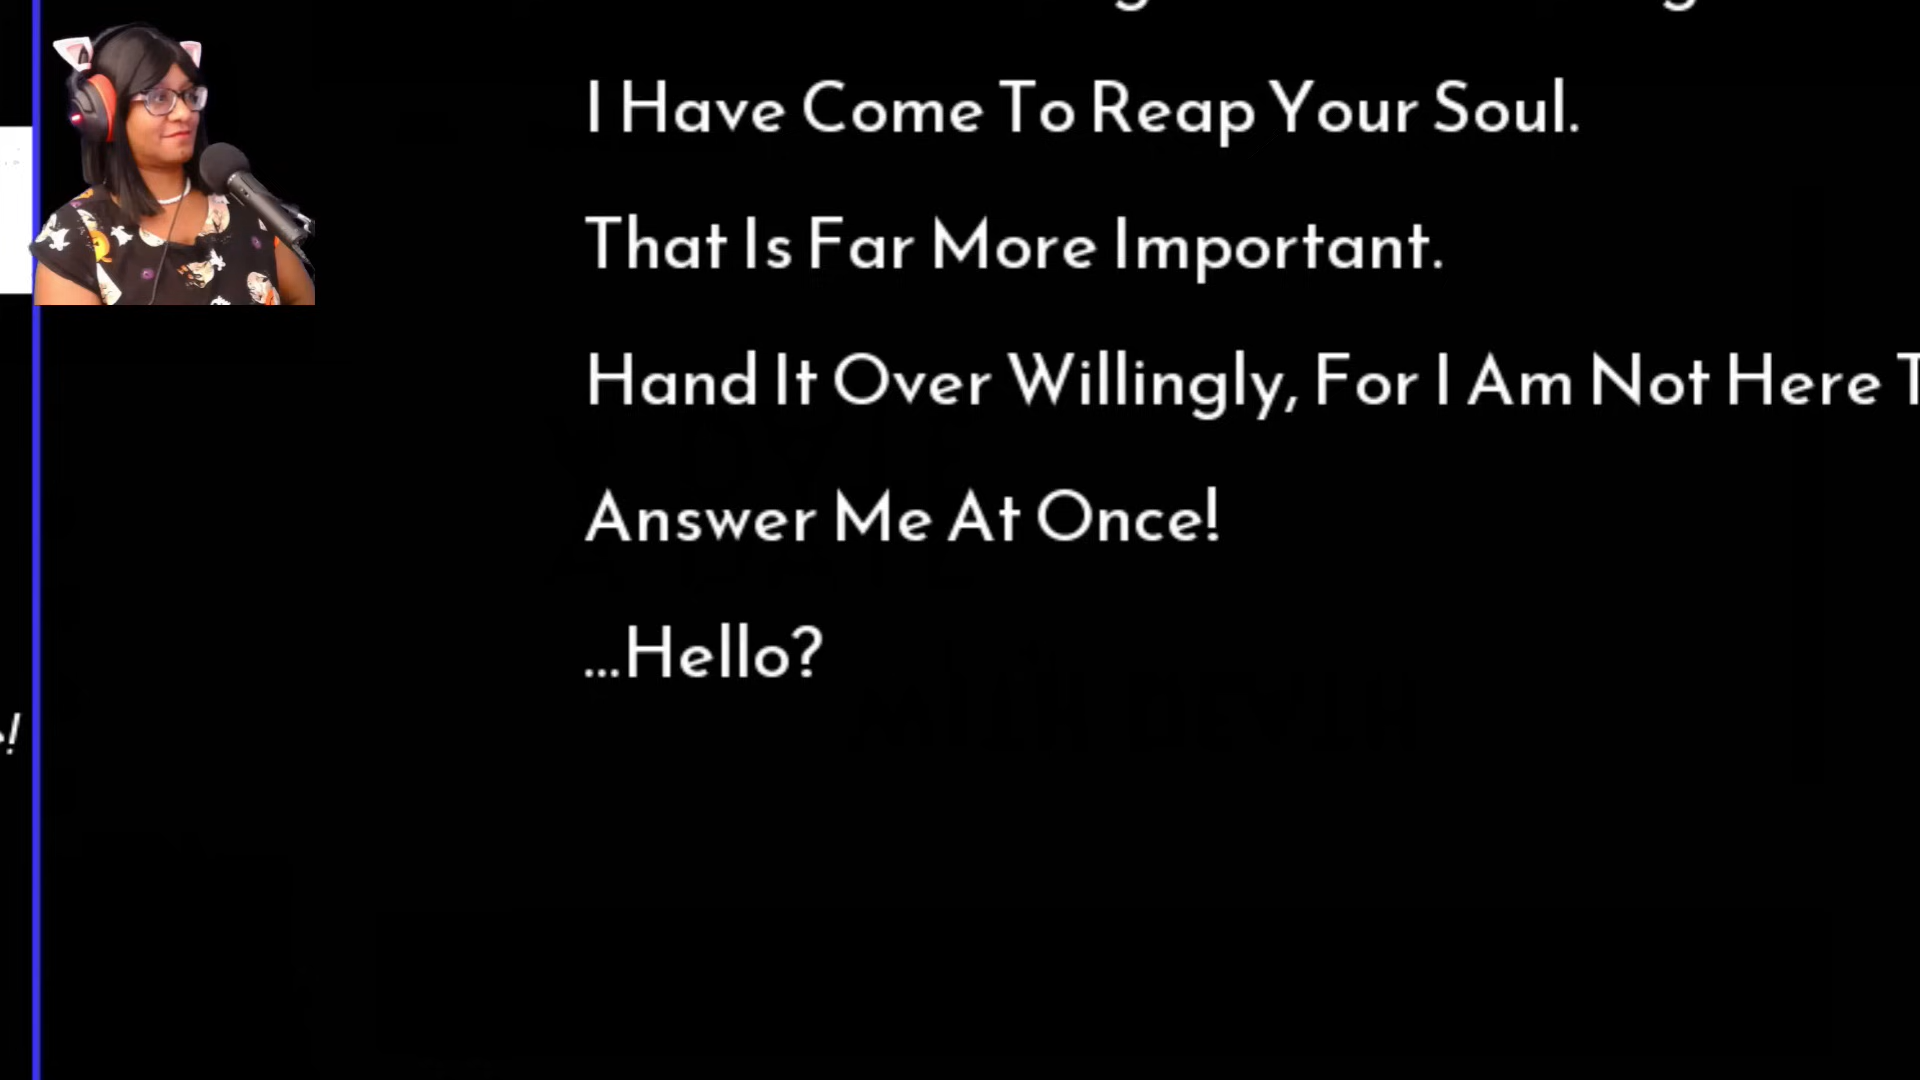 I Have Come To Reap Your Soul.
That Is Far More Important.
Hand It Over Willingly, For I Am Not Here T
Answer Me At Once!
...Hello?